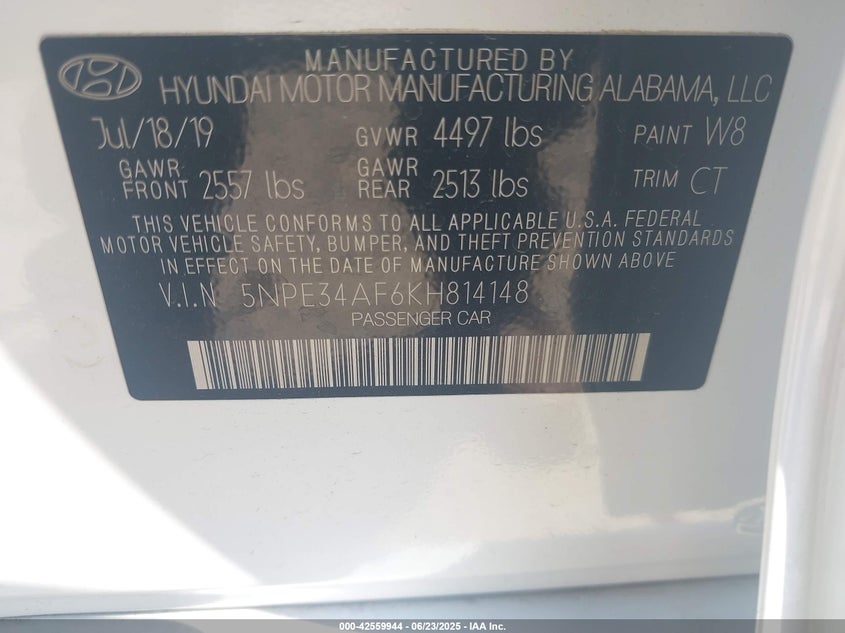 MANUFACTURED BY
HYUNDAI MOTOR MANUFACTURING ALABAMA, LLC
Jul/18/19 GVWR 4497 lbs PAINT W8
GAWR FRONT 2557 lbs GAWR REAR 2513 lbs TRIM CT
THIS VEHICLE CONFORMS TO ALL APPLICABLE U.S.A. FEDERAL
MOTOR VEHICLE SAFETY, BUMPER, AND THEFT PREVENTION STANDARDS
IN EFFECT ON THE DATE OF MANUFACTURE SHOWN ABOVE.
V.I.N 5NPE34AF6KH814148
PASSENGER CAR
000-42559944 - 06/23/2025 - IAA Inc.